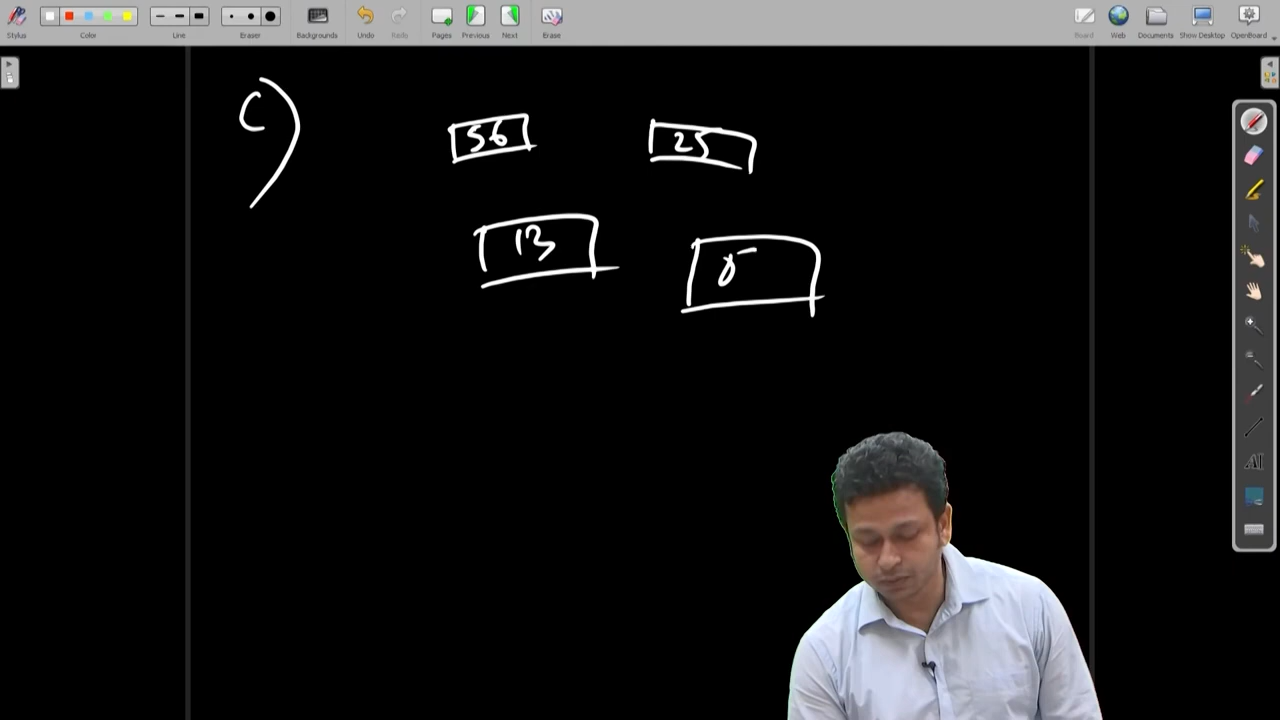 Stylus Color Line Eraser Backgrounds Undo Redo Pages Previous Next Erase Board Web Documents Show Desktop OpenBoard
C)
56 25
13
AI